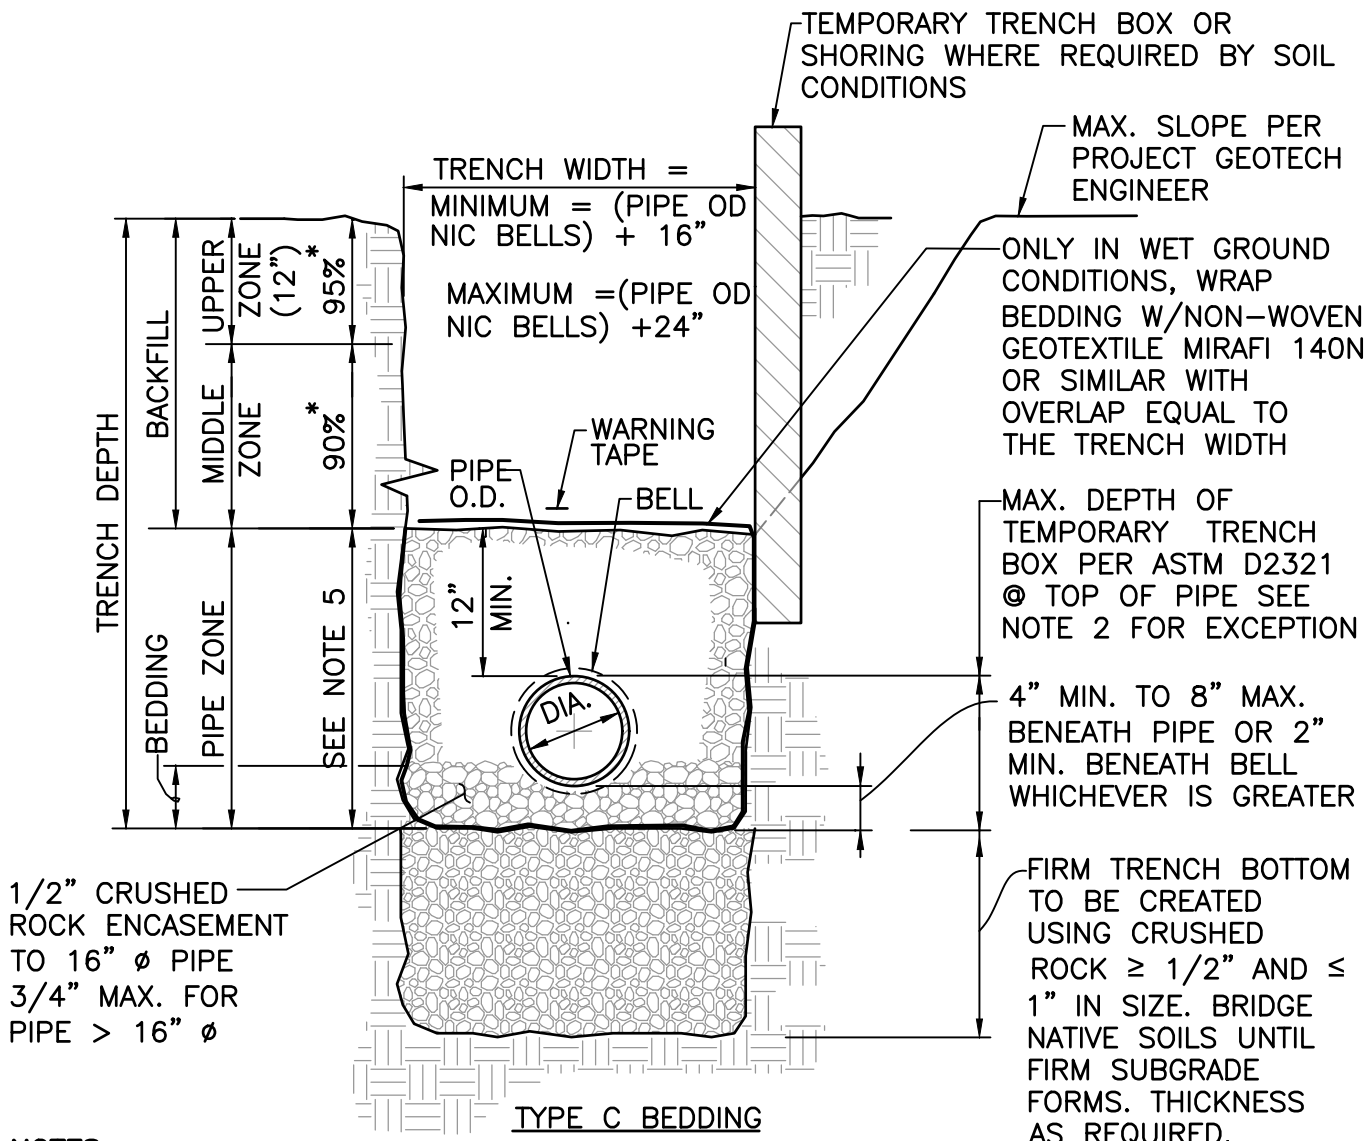 TEMPORARY TRENCH BOX OR
SHORING WHERE REQUIRED BY SOIL
CONDITIONS
MAX. SLOPE PER
PROJECT GEOTECH
ENGINEER
TRENCH WIDTH =
MINIMUM = (PIPE OD
NIC BELLS) + 16"
MAXIMUM =(PIPE OD
NIC BELLS) +24"
ONLY IN WET GROUND
CONDITIONS, WRAP
BEDDING W/NON-WOVEN
GEOTEXTILE MIRAFI 140N
OR SIMILAR WITH
OVERLAP EQUAL TO
THE TRENCH WIDTH
TRENCH DEPTH
BACKFILL
UPPER
ZONE
(12")
95%*
MIDDLE
ZONE
90%*
WARNING
TAPE
PIPE
O.D.
BELL
MAX. DEPTH OF
TEMPORARY TRENCH
BOX PER ASTM D2321
@ TOP OF PIPE SEE
NOTE 2 FOR EXCEPTION
BEDDING
PIPE ZONE
SEE NOTE 5
12"
MIN.
DIA.
4" MIN. TO 8" MAX.
BENEATH PIPE OR 2"
MIN. BENEATH BELL
WHICHEVER IS GREATER
1/2" CRUSHED
ROCK ENCASEMENT
TO 16" ø PIPE
3/4" MAX. FOR
PIPE > 16" ø
FIRM TRENCH BOTTOM
TO BE CREATED
USING CRUSHED
ROCK ≥ 1/2" AND ≤
1" IN SIZE. BRIDGE
NATIVE SOILS UNTIL
FIRM SUBGRADE
FORMS. THICKNESS
AS REQUIRED.
TYPE C BEDDING